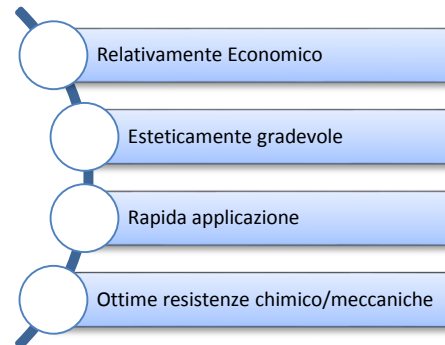 Relativamente Economico
Esteticamente gradevole
Rapida applicazione
Ottime resistenze chimico/meccaniche